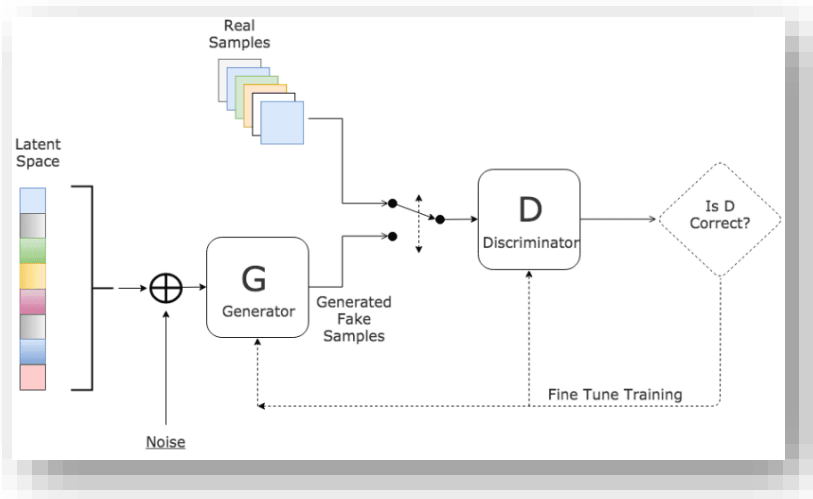 Real
Samples
Latent
Space
D
Discriminator
Is D
Correct?
G
Generator
Generated
Fake
Samples
Fine Tune Training
Noise